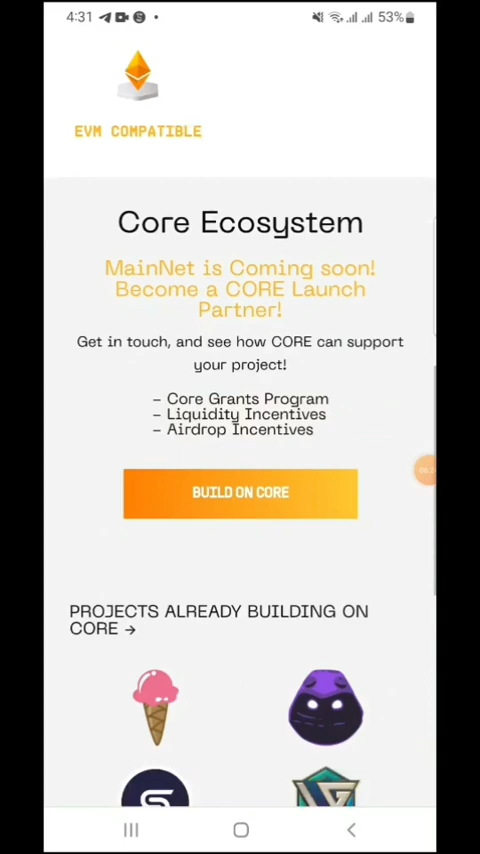 4:31
53%
EVM COMPATIBLE
Core Ecosystem
MainNet is Coming soon!
Become a CORE Launch
Partner!
Get in touch, and see how CORE can support
your project!
– Core Grants Program
– Liquidity Incentives
– Airdrop Incentives
BUILD ON CORE
PROJECTS ALREADY BUILDING ON
CORE →